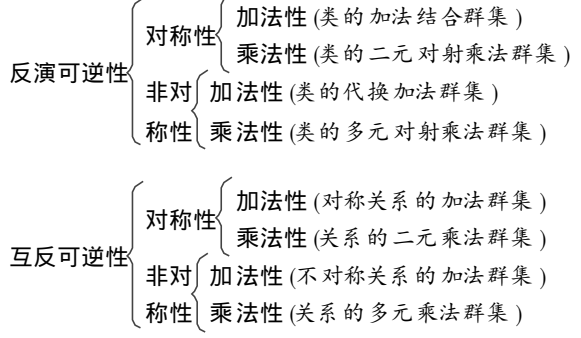 对称性 加法性 (类的加法结合群集)
乘法性 (类的二元对射乘法群集)
反演可逆性
非对称性 加法性 (类的代换加法群集)
乘法性 (类的多元对射乘法群集)
对称性 加法性 (对称关系的加法群集)
乘法性 (关系的二元乘法群集)
互反可逆性
非对称性 加法性 (不对称关系的加法群集)
乘法性 (关系的多元乘法群集)